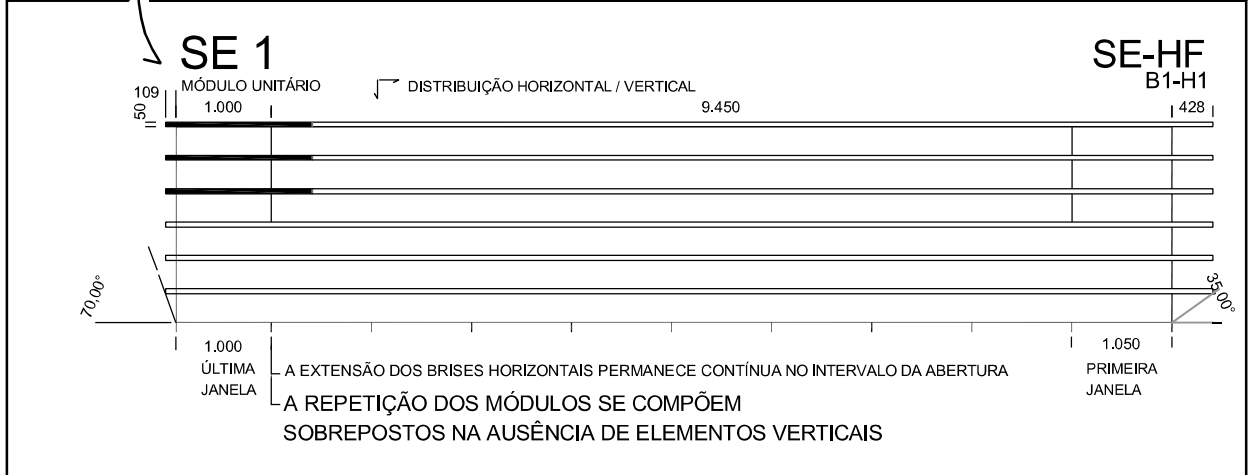 SE 1
SE-HF
B1-H1
MÓDULO UNITÁRIO
DISTRIBUIÇÃO HORIZONTAL / VERTICAL
109
1.000
9.450
428
50
70,00°
35,00°
1.000
1.050
ÚLTIMA
JANELA
A EXTENSÃO DOS BRISES HORIZONTAIS PERMANECE CONTÍNUA NO INTERVALO DA ABERTURA
PRIMEIRA
JANELA
A REPETIÇÃO DOS MÓDULOS SE COMPÕEM
SOBREPOSTOS NA AUSÊNCIA DE ELEMENTOS VERTICAIS